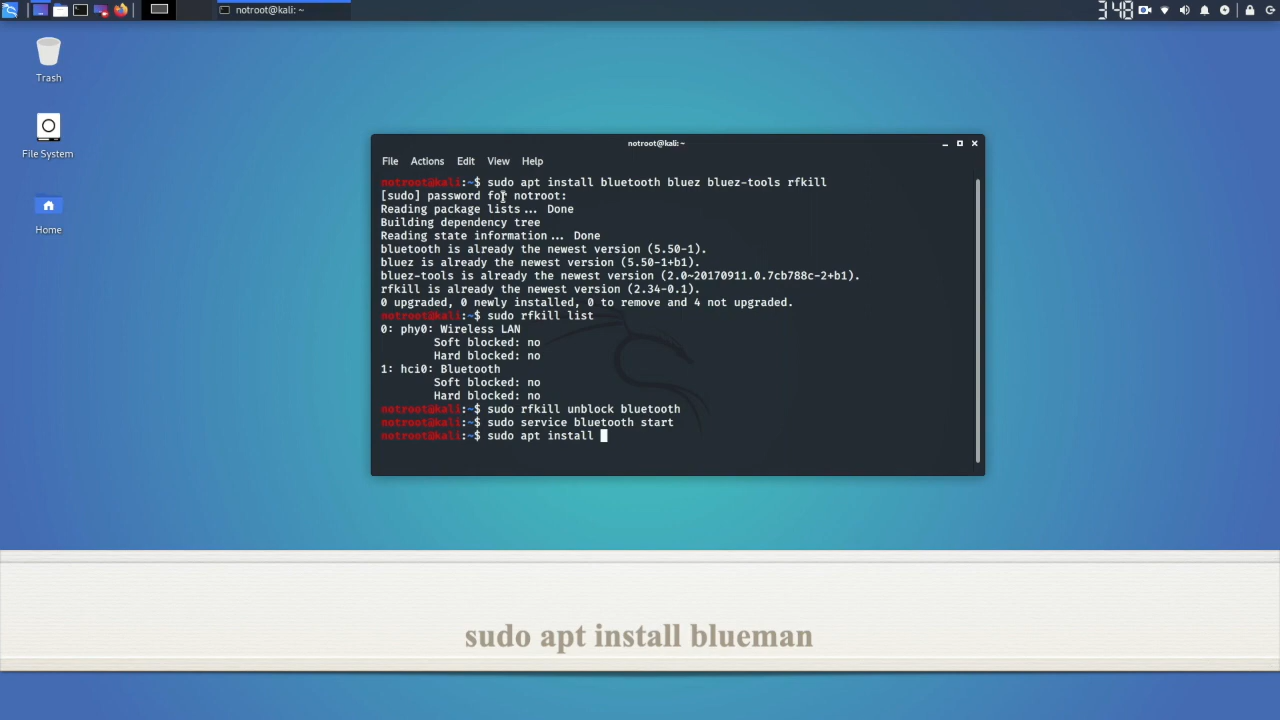 notroot@kali: ~
3:48
Trash
File System
Home
notroot@kali: ~
File Actions Edit View Help
notroot@kali:~$ sudo apt install bluetooth bluez bluez-tools rfkill
[sudo] password for notroot:
Reading package lists... Done
Building dependency tree
Reading state information... Done
bluetooth is already the newest version (5.50-1).
bluez is already the newest version (5.50-1+b1).
bluez-tools is already the newest version (2.0~20170911.0.7cb788c-2+b1).
rfkill is already the newest version (2.34-0.1).
0 upgraded, 0 newly installed, 0 to remove and 4 not upgraded.
notroot@kali:~$ sudo rfkill list
0: phy0: Wireless LAN
Soft blocked: no
Hard blocked: no
1: hci0: Bluetooth
Soft blocked: no
Hard blocked: no
notroot@kali:~$ sudo rfkill unblock bluetooth
notroot@kali:~$ sudo service bluetooth start
notroot@kali:~$ sudo apt install
sudo apt install blueman